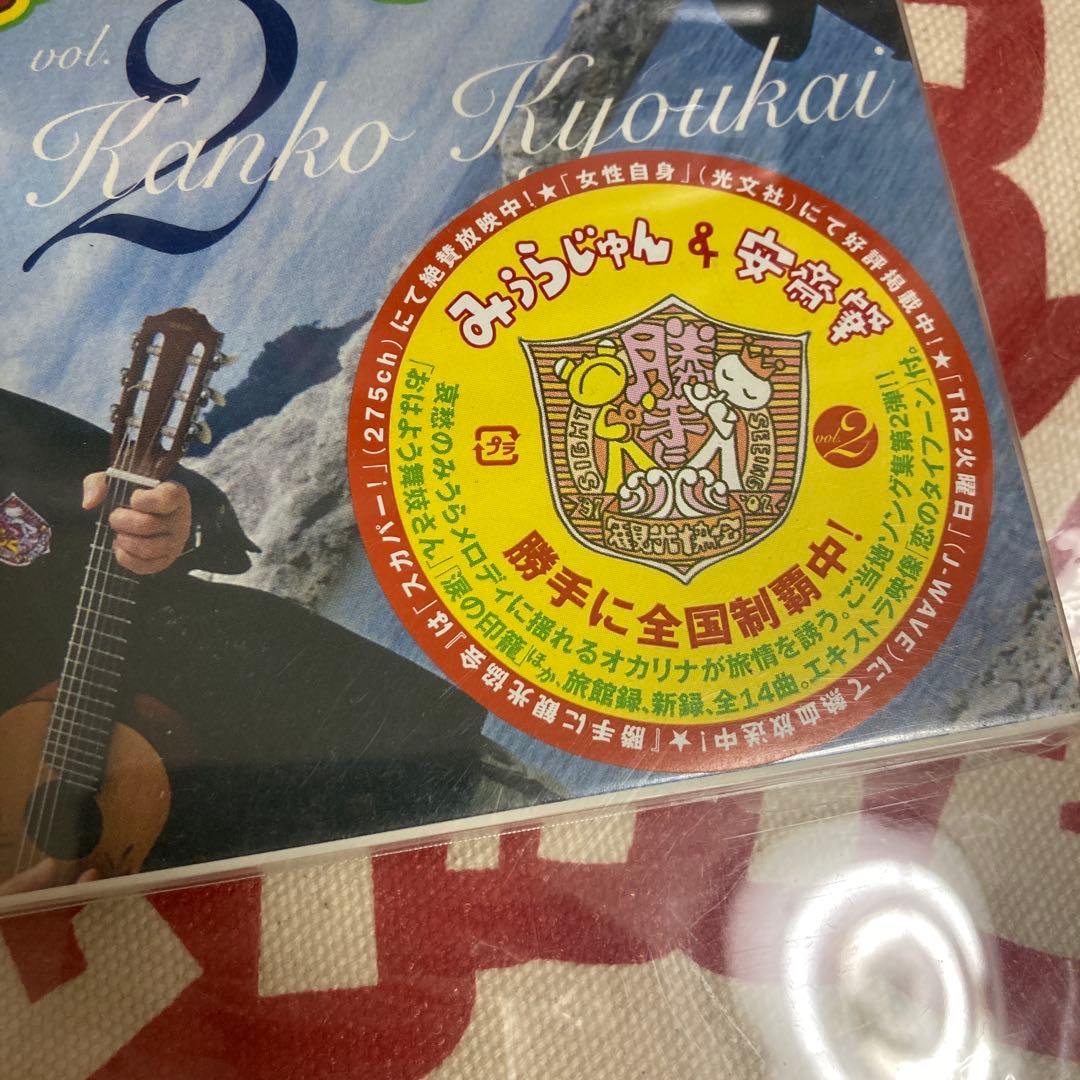 vol.
2
Kanko Kyoukai
『勝手に観光協会』は「スカパー!」(275ch)にて絶賛放映中!★「女性自身」(光文社)にて好評掲載中!★「TR2火曜日」(J-WAVE)にて熱血放送中!★
みうらじゅん & 安齋肇
勝手に
SIGHT
SEEING
観光協会
vol.2
勝手に全国制覇中!
哀愁のみうらメロディに揺れるオカリナが旅情を誘う。ご当地ソング集第2弾!!
「おはよう舞妓さん」「涙の印籠」ほか、旅館録、新録、全14曲。エキストラ映像「恋のタイフーン」付。